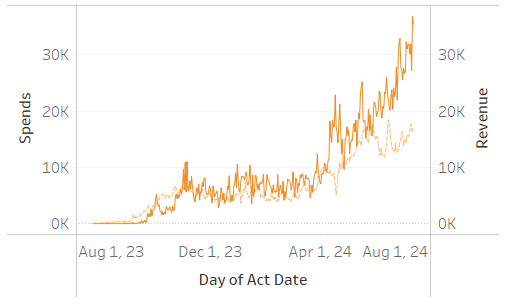 30K
20K
10K
0K
Spends
30K
20K
10K
0K
Revenue
Aug 1, 23 Dec 1, 23 Apr 1, 24 Aug 1, 24
Day of Act Date